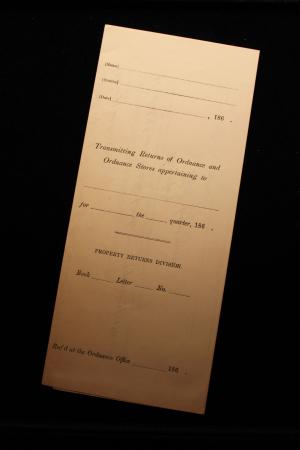 (Name)
(Station)
(Date) , 186 .
Transmitting Returns of Ordnance and
Ordnance Stores appertaining to
for the quarter, 186 .
PROPERTY RETURNS DIVISION.
Book Letter No.
Rec'd at the Ordnance Office 186 .